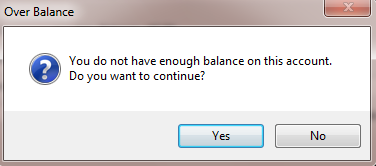 Over Balance
You do not have enough balance on this account.
Do you want to continue?
Yes
No